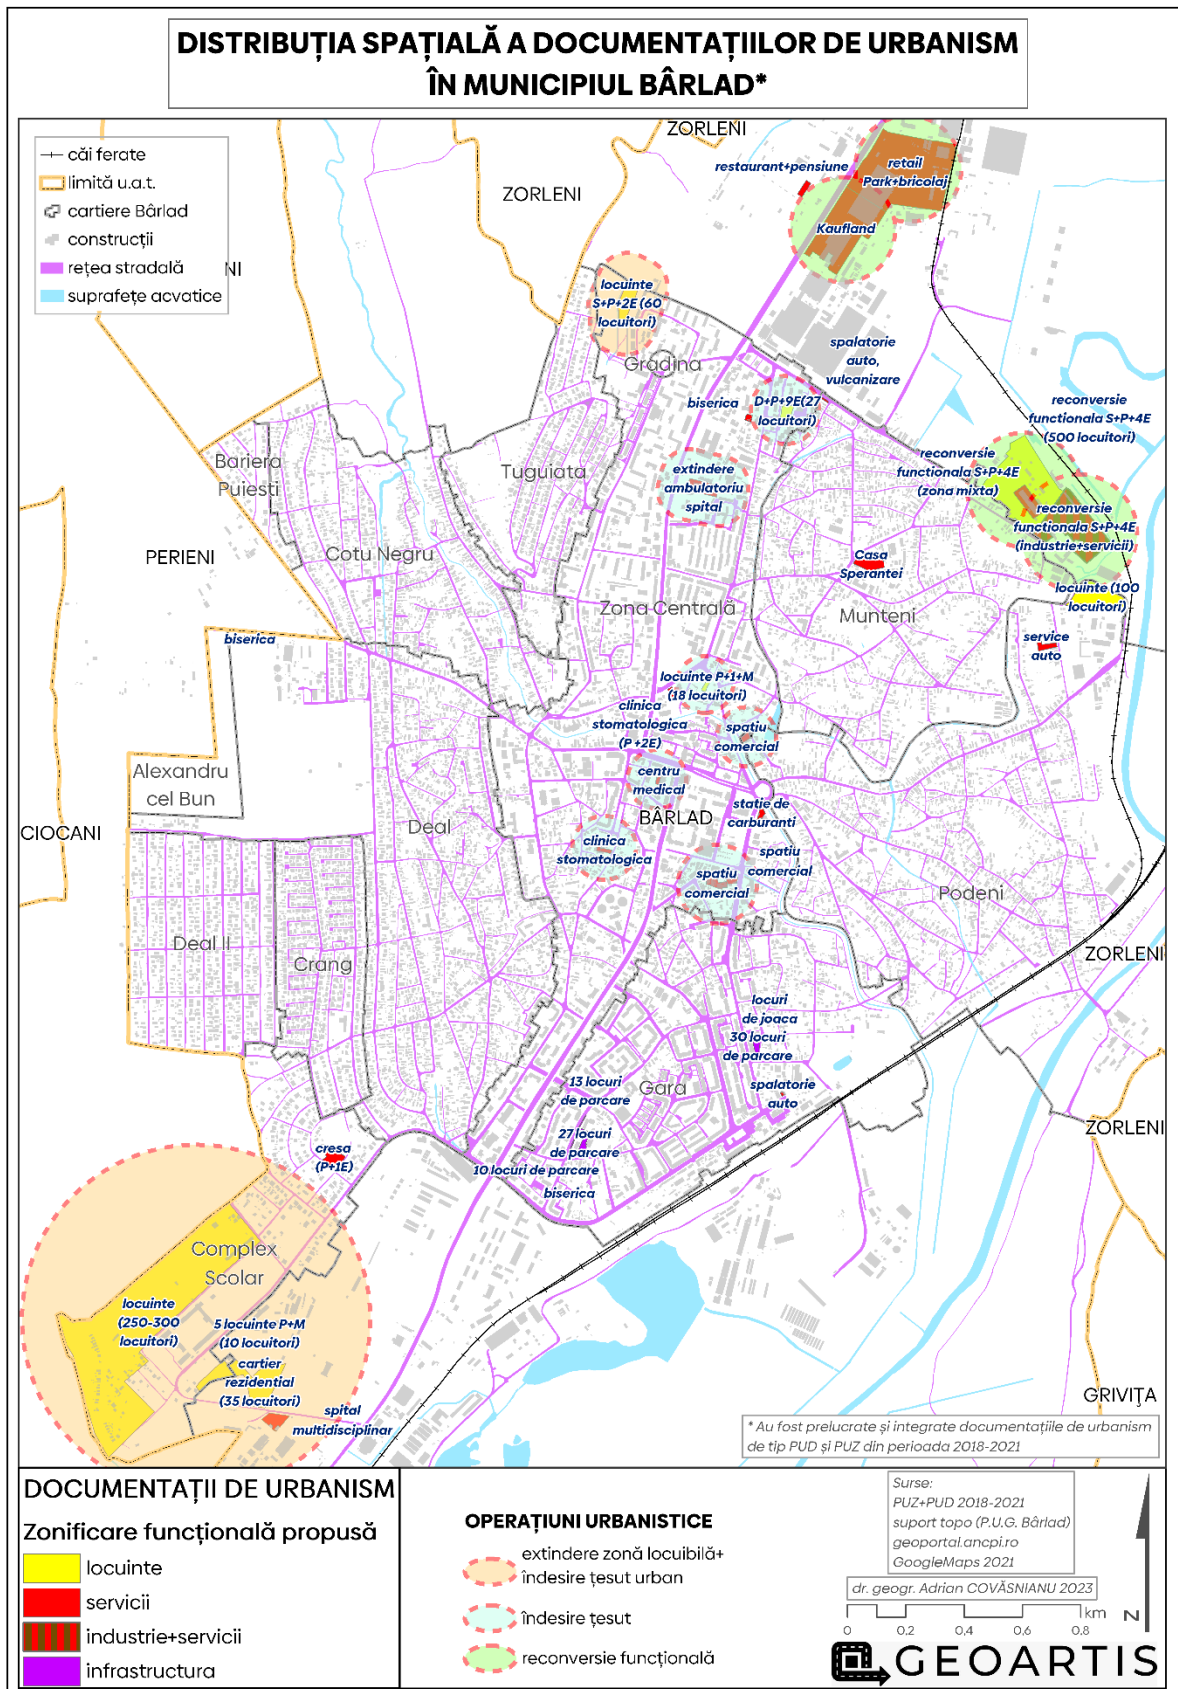 DISTRIBUȚIA SPAȚIALĂ A DOCUMENTAȚIILOR DE URBANISM
ÎN MUNICIPIUL BÂRLAD*
căi ferate
limită u.a.t.
cartiere Bârlad
construcții
rețea stradală
suprafețe acvatice
NI
ZORLENI
ZORLENI
restaurant+pensiune
retail
Park+bricolaj
Kaufland
locuinte
S+P+2E (60
locuitori)
Grădina
spalatorie
auto,
vulcanizare
biserica
D+P+9E(27
locuitori)
reconversie
functionala S+P+4E
(500 locuitori)
reconversie
functionala S+P+4E
(zona mixta)
reconversie
functionala S+P+4E
(industrie+servicii)
Bariera
Puiesti
Tuguiata
extindere
ambulatoriu
spital
PERIENI
Cotu Negru
Casa
Sperantei
Zona Centrală
Munteni
locuinte (100
locuitori)
service
auto
biserica
locuinte P+1+M
(18 locuitori)
clinica
stomatologica
(P+2E)
spațiu
comercial
Alexandru
cel Bun
centru
medical
statie de
carburanti
BÂRLAD
CIOCANI
Deal
clinica
stomatologica
spatiu
comercial
spatiu
comercial
Podeni
Deal II
Crang
ZORLENI
locuri
de joaca
30 locuri
de parcare
13 locuri
de parcare
Gara
spalatorie
auto
27 locuri
de parcare
ZORLENI
cresa
(P+1E)
10 locuri de parcare
biserica
Complex
Scolar
locuinte
(250-300
locuitori)
5 locuinte P+M
(10 locuitori)
cartier
rezidential
(35 locuitori)
spital
multidisciplinar
GRIVIȚA
* Au fost prelucrate și integrate documentațiile de urbanism
de tip PUD și PUZ din perioada 2018-2021
DOCUMENTAȚII DE URBANISM
Zonificare funcțională propusă
locuinte
servicii
industrie+servicii
infrastructura
OPERAȚIUNI URBANISTICE
extindere zonă locuibilă+
îndesire țesut urban
îndesire țesut
reconversie funcțională
Surse:
PUZ+PUD 2018-2021
suport topo (P.U.G. Bârlad)
geoportal.ancpi.ro
GoogleMaps 2021
dr. geogr. Adrian COVĂSNIANU 2023
km
0 0.2 0.4 0.6 0.8
N
GEOARTIS